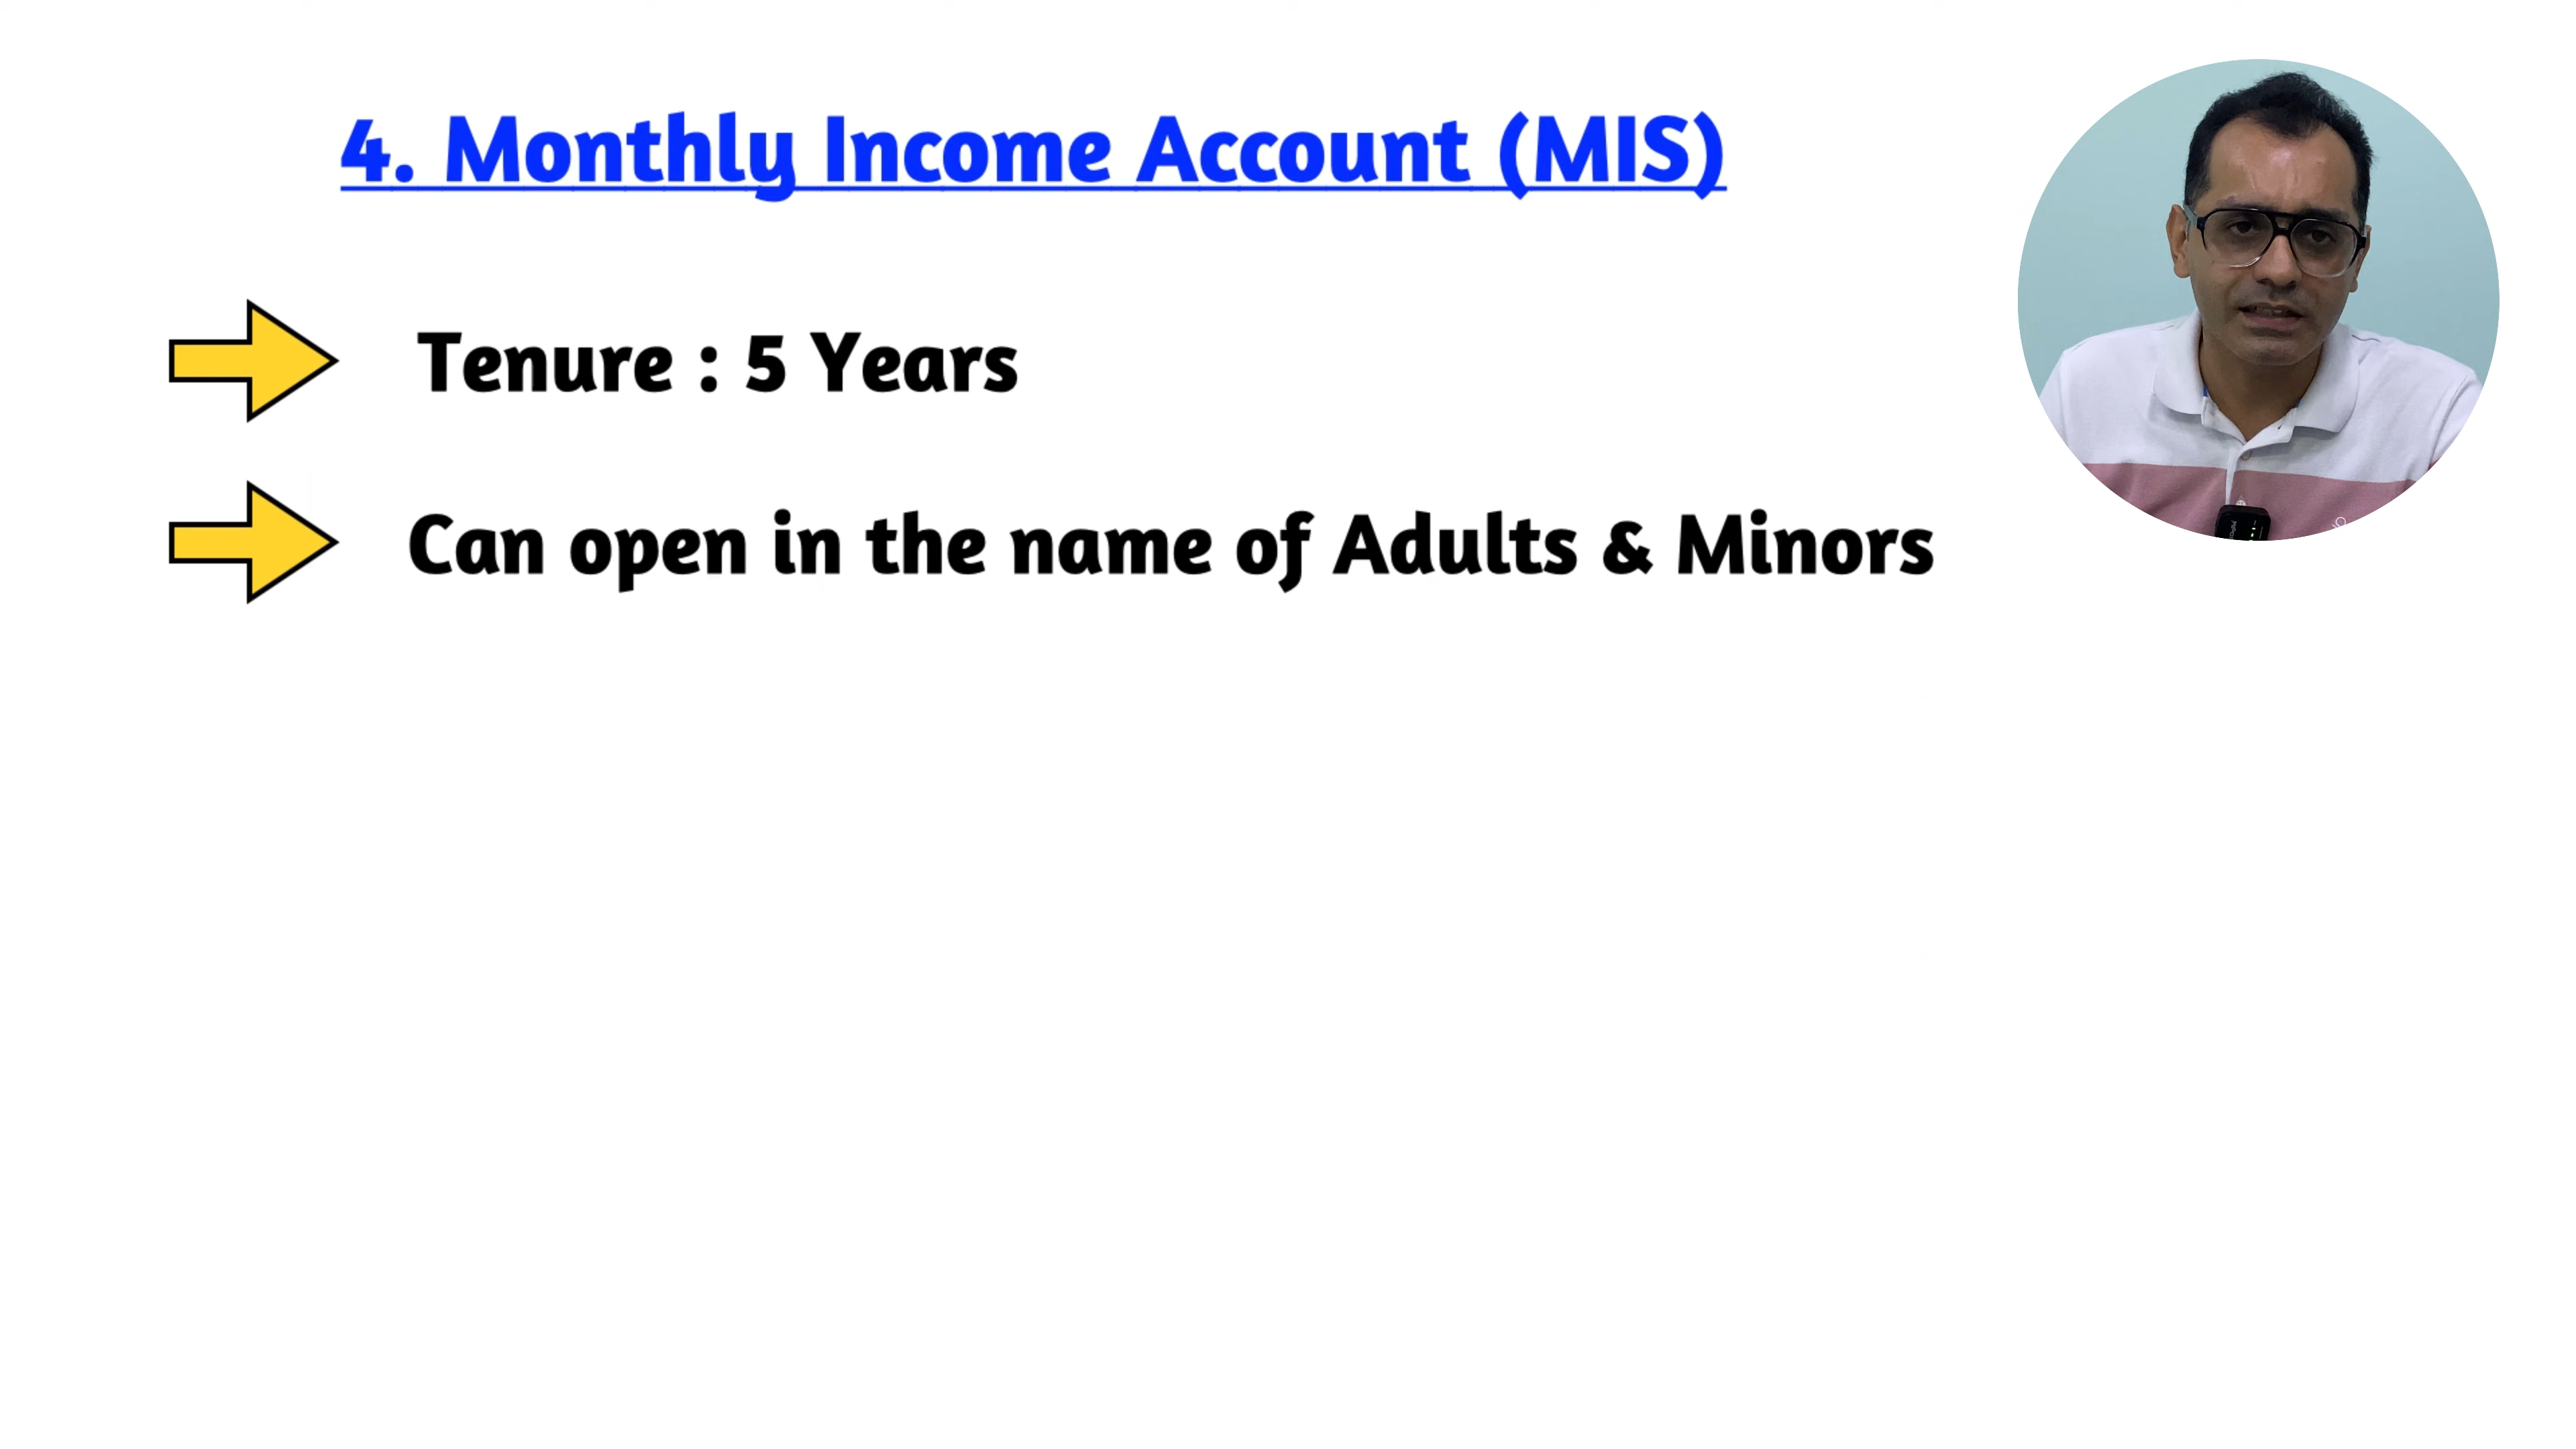 4. Monthly Income Account (MIS)
Tenure : 5 Years
Can open in the name of Adults & Minors